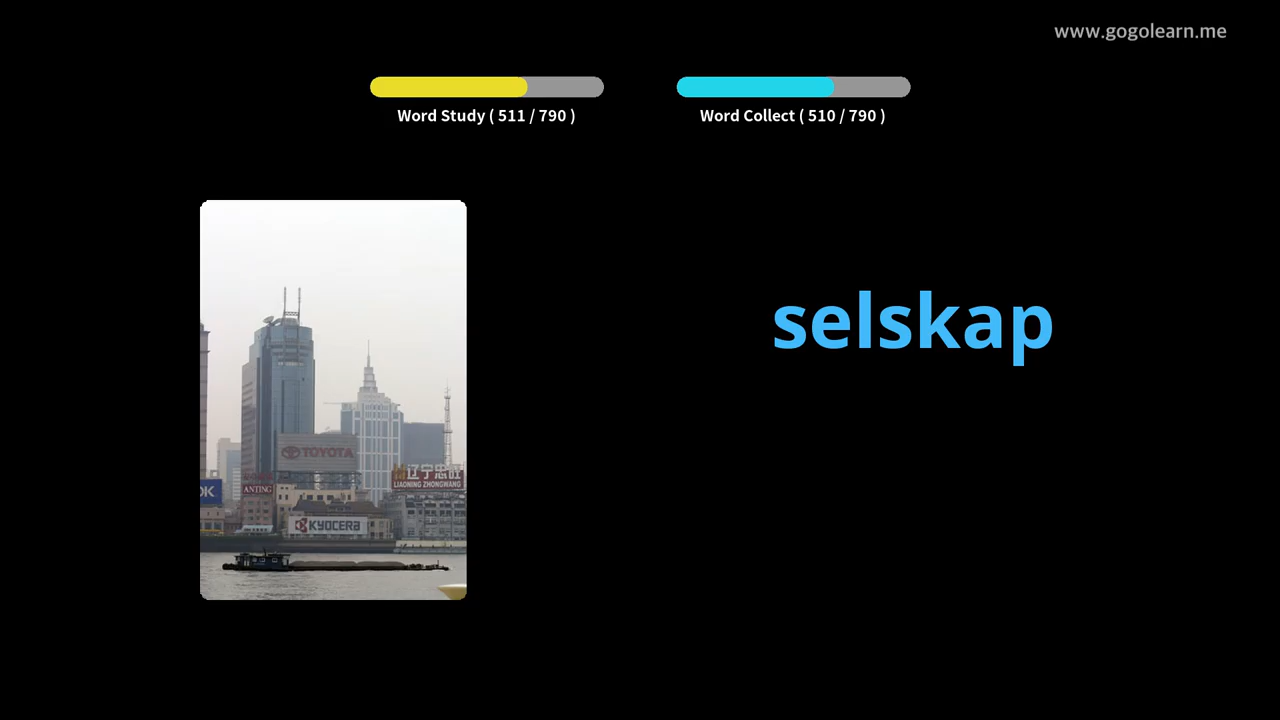 www.gogolearn.me
Word Study ( 511 / 790 )
Word Collect ( 510 / 790 )
selskap
TOYOTA
辽宁忠旺
LIAONING ZHONGWANG
OK
ANTING
KYOCERA